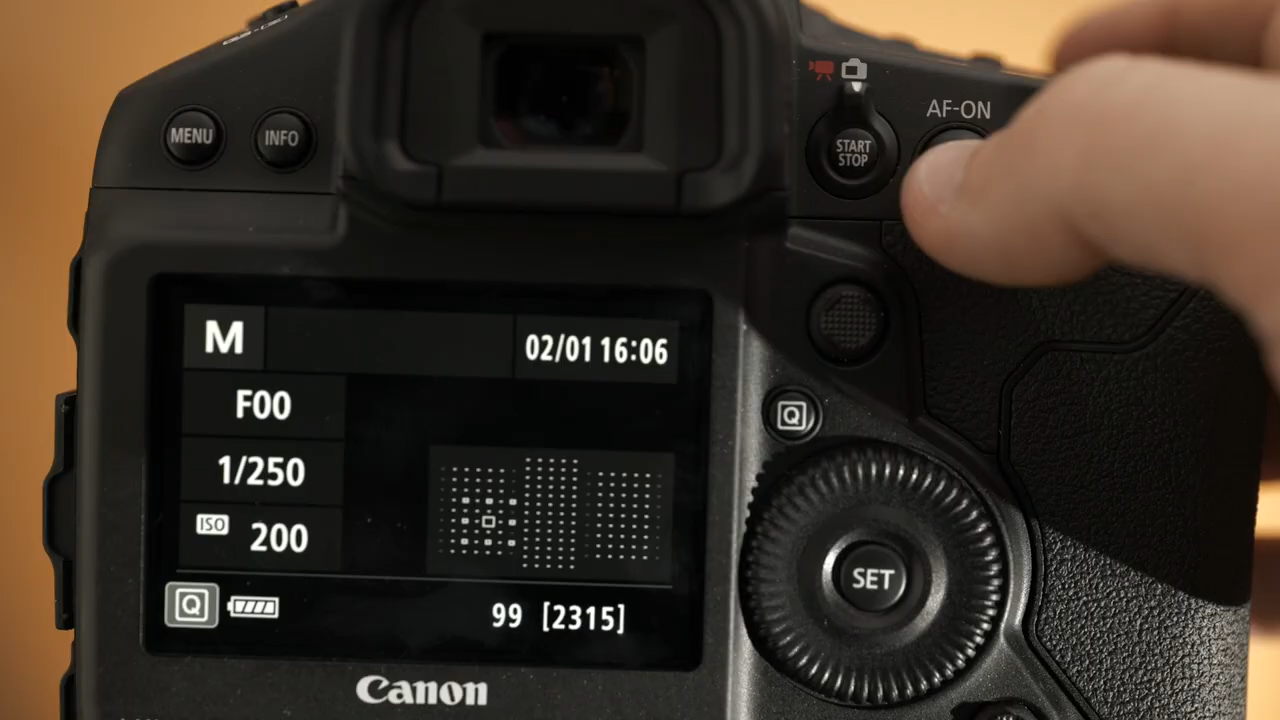 MENU
INFO
AF-ON
START
STOP
M
02/01 16:06
F00
1/250
ISO 200
Q
99 [2315]
Q
SET
Canon